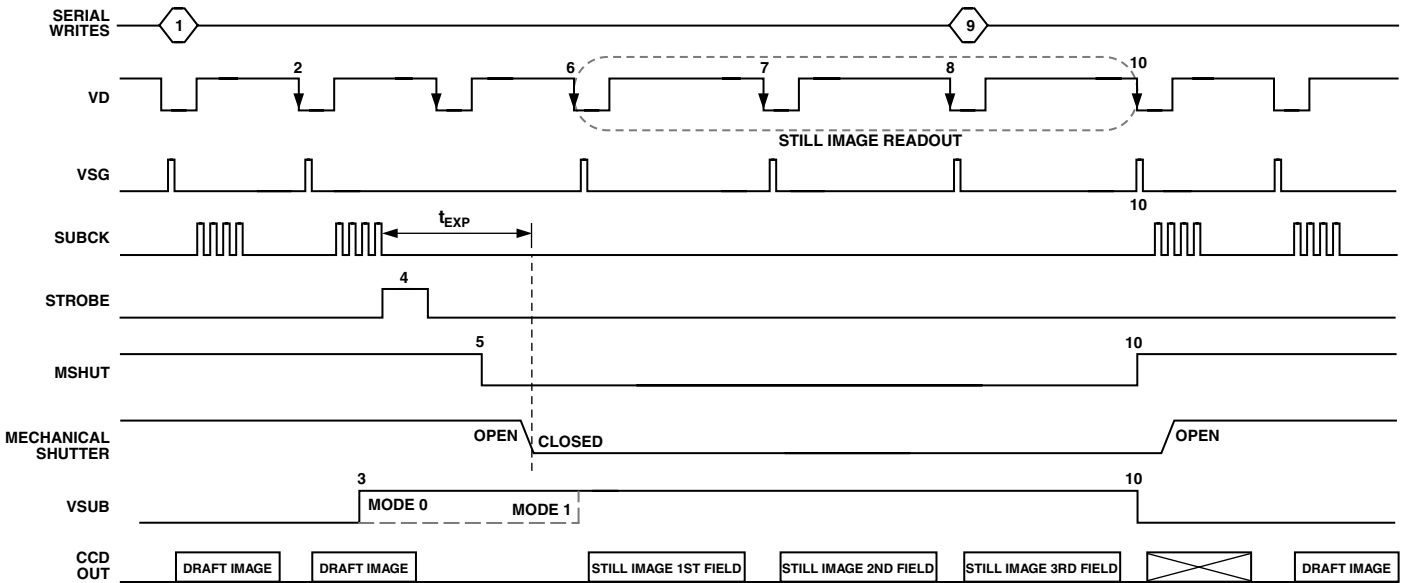 SERIAL
WRITES
1
9
VD
2
6
7
8
10
STILL IMAGE READOUT
VSG
10
SUBCK
tEXP
STROBE
4
MSHUT
5
10
MECHANICAL
SHUTTER
OPEN
CLOSED
OPEN
VSUB
3
MODE 0
MODE 1
10
CCD
OUT
DRAFT IMAGE
DRAFT IMAGE
STILL IMAGE 1ST FIELD
STILL IMAGE 2ND FIELD
STILL IMAGE 3RD FIELD
DRAFT IMAGE